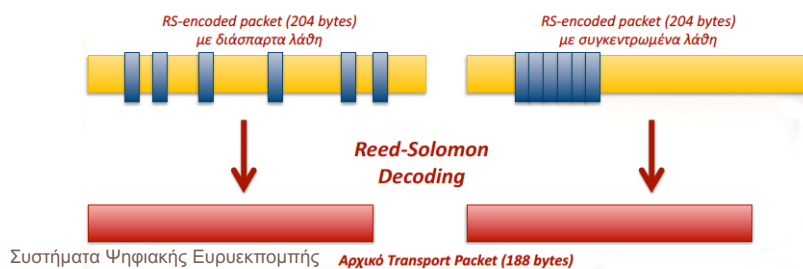 RS-encoded packet (204 bytes)
με διάσπαρτα λάθη
RS-encoded packet (204 bytes)
με συγκεντρωμένα λάθη
Reed-Solomon
Decoding
Συστήματα Ψηφιακής Ευρυεκπομπής
Αρχικό Transport Packet (188 bytes)